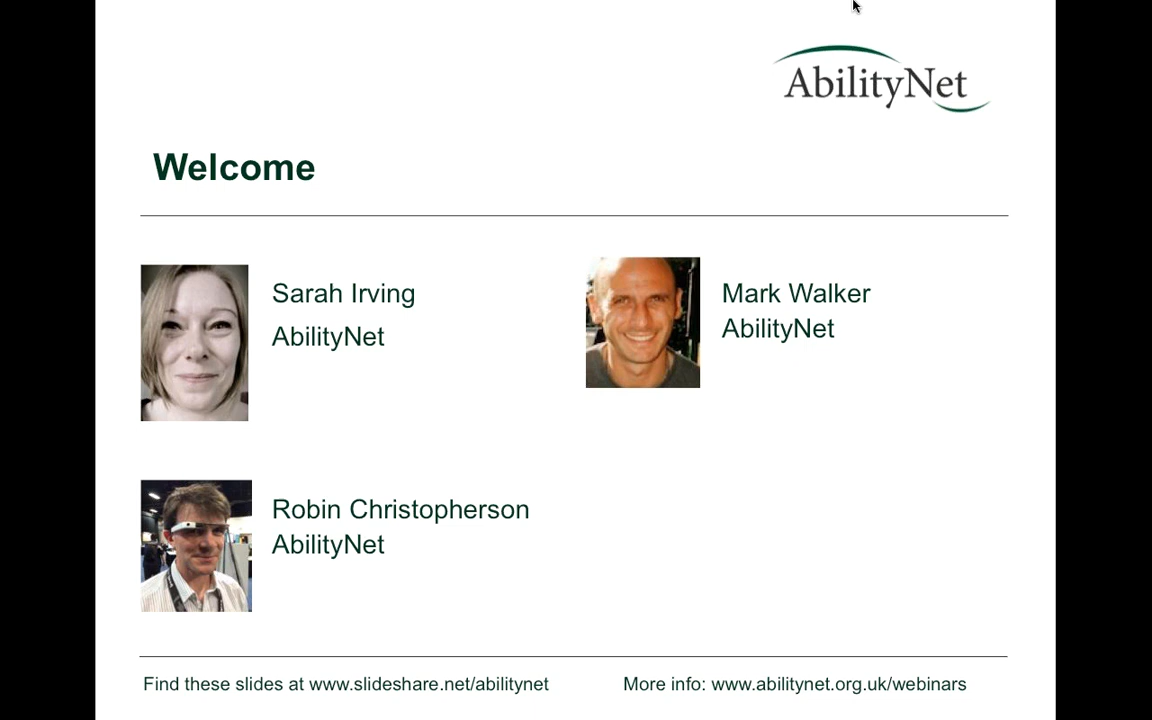 AbilityNet
Welcome
Sarah Irving
AbilityNet
Mark Walker
AbilityNet
Robin Christopherson
AbilityNet
Find these slides at www.slideshare.net/abilitynet
More info: www.abilitynet.org.uk/webinars